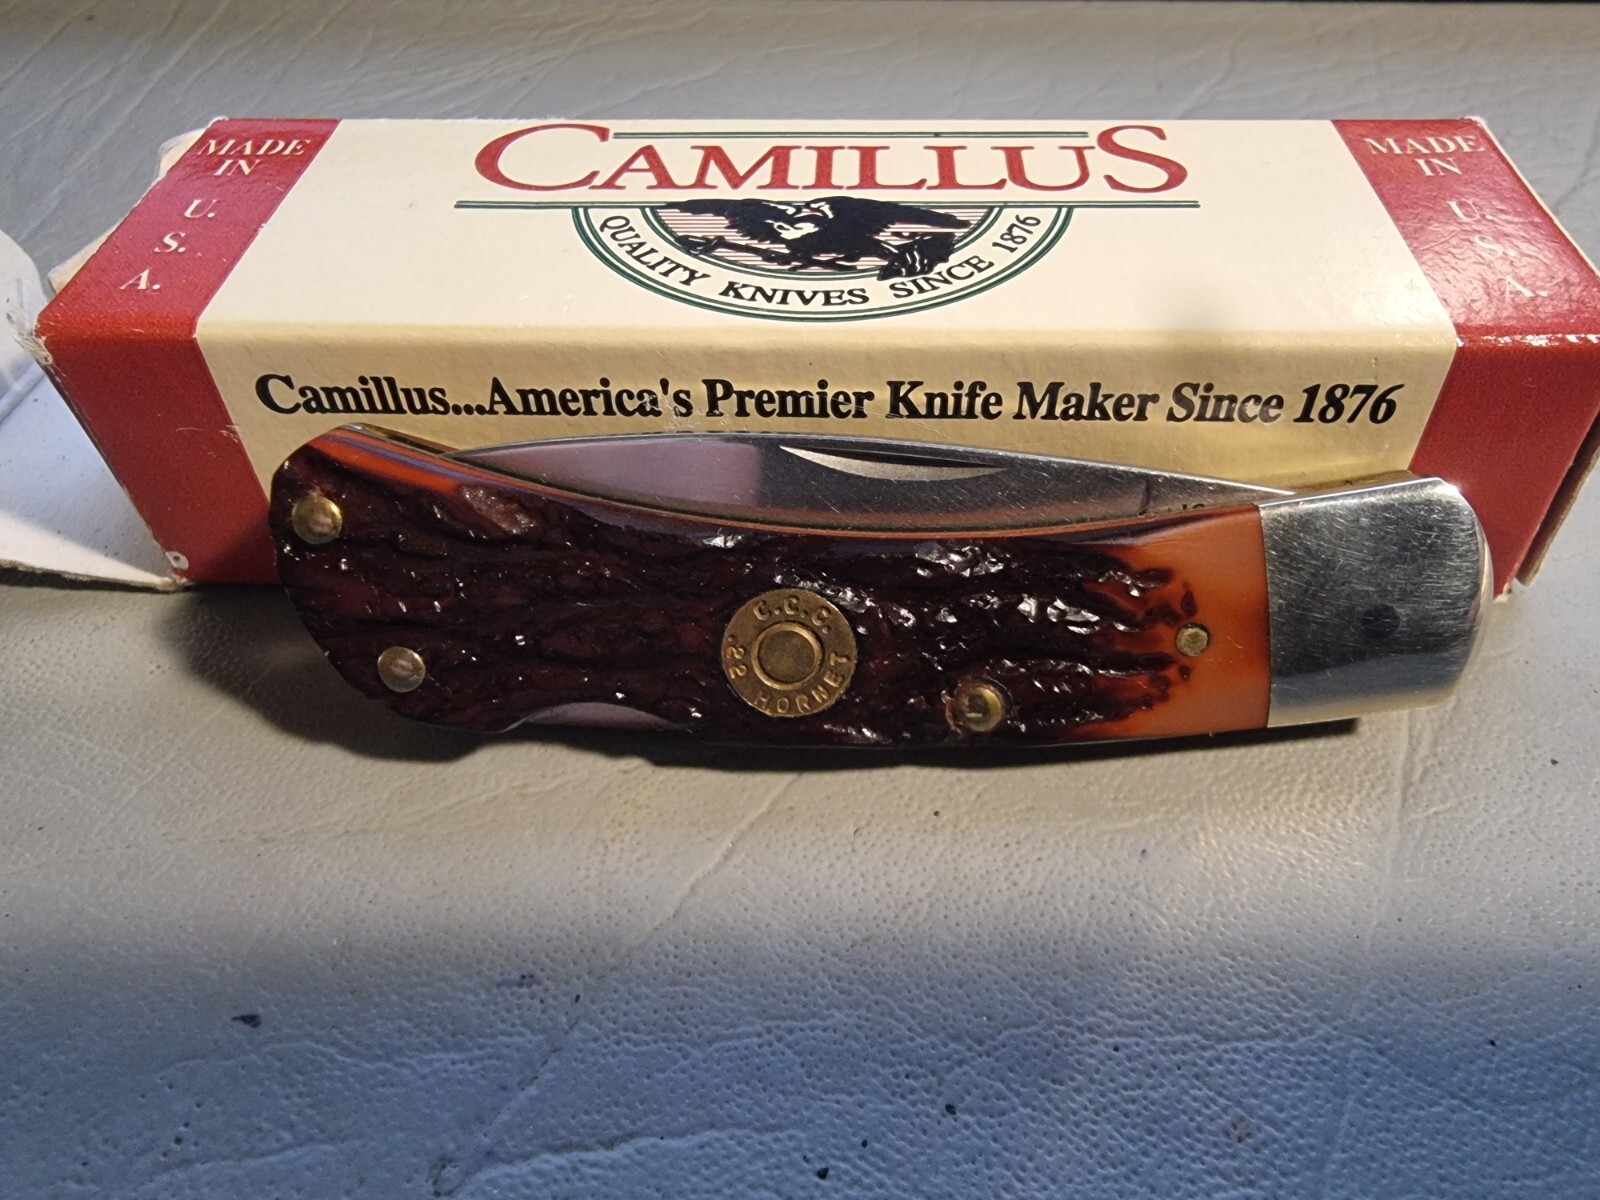 MADE
IN
U.
S.
A.
CAMILLUS
QUALITY KNIVES SINCE 1876
MADE
IN
U.
S.
A.
Camillus...America's Premier Knife Maker Since 1876
C.C.C.
.22 HORNET